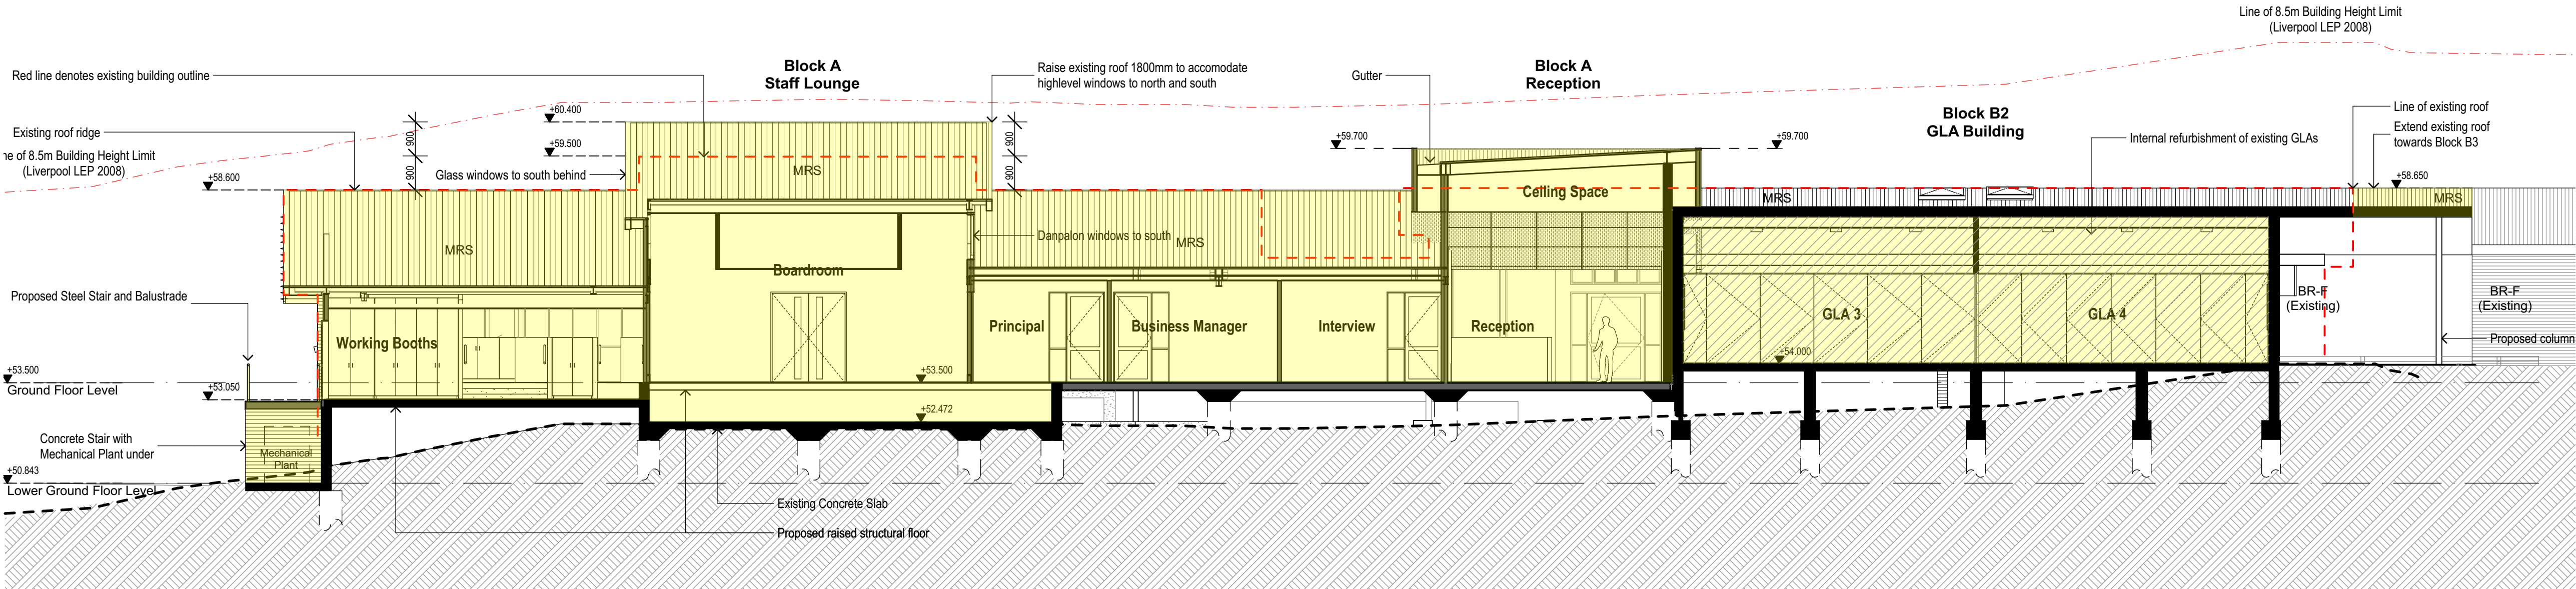 Line of 8.5m Building Height Limit
(Liverpool LEP 2008)
Red line denotes existing building outline
Block A
Staff Lounge
Raise existing roof 1800mm to accomodate
highlevel windows to north and south
Gutter
Block A
Reception
Block B2
GLA Building
Line of existing roof
Extend existing roof
towards Block B3
Internal refurbishment of existing GLAs
+60.400
900
900
+59.500
900
900
+59.700
+59.700
Existing roof ridge
ne of 8.5m Building Height Limit
(Liverpool LEP 2008)
Glass windows to south behind
MRS
+58.600
+58.650
Ceiling Space
MRS
MRS
MRS
Danpalon windows to south
MRS
Boardroom
Proposed Steel Stair and Balustrade
BR-F
(Existing)
BR-F
(Existing)
Working Booths
Principal
Business Manager
Interview
Reception
GLA 3
GLA 4
Proposed column
+54.000
+53.500
Ground Floor Level
+53.050
+53.500
+52.472
Concrete Stair with
Mechanical Plant under
Mechanical
Plant
+50.843
Lower Ground Floor Level
Existing Concrete Slab
Proposed raised structural floor